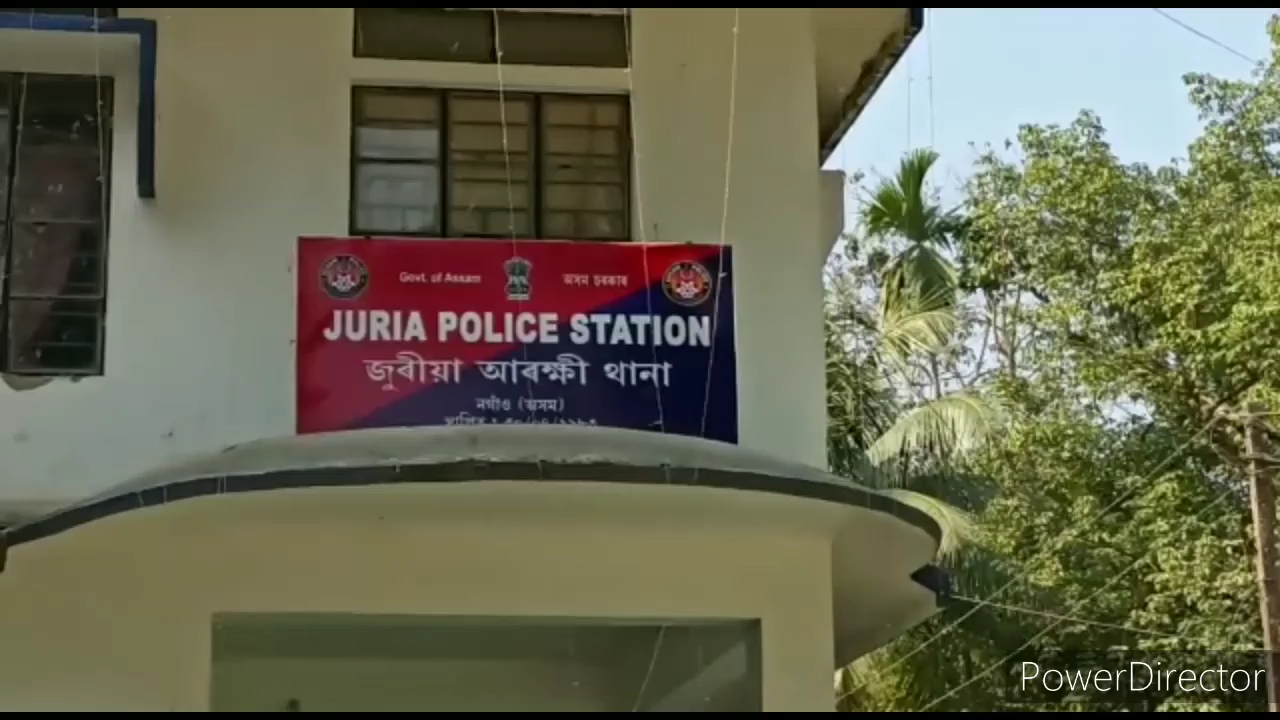 Govt. of Assam অসম চৰকাৰ
JURIA POLICE STATION
জুৰীয়া আৰক্ষী থানা
নগাঁও (অসম)
স্থাপিত
PowerDirector